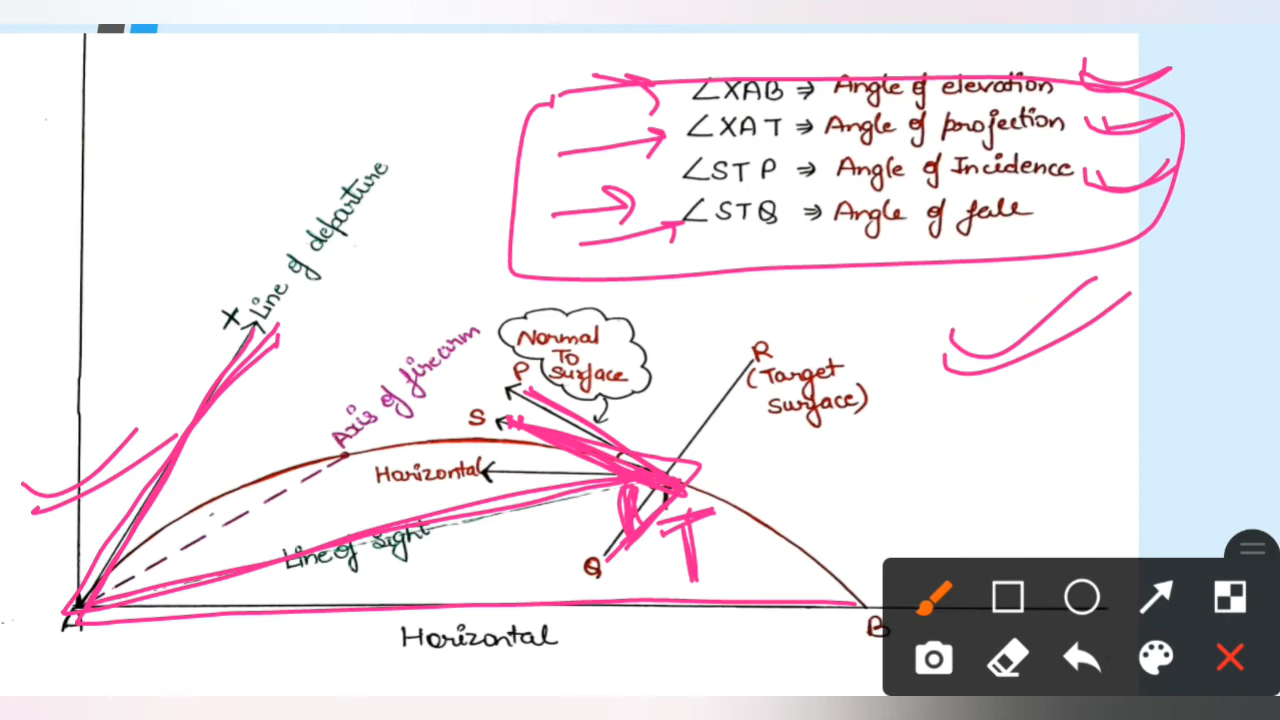 ∠XAB ⇒ Angle of elevation
∠XAT ⇒ Angle of projection
∠STP ⇒ Angle of Incidence
∠STQ ⇒ Angle of fall
X
Line of departure
Axis of firearm
Normal
To
surface
P
S
R
(Target
surface)
Horizontal
Line of sight
T
Q
A
B
Horizontal